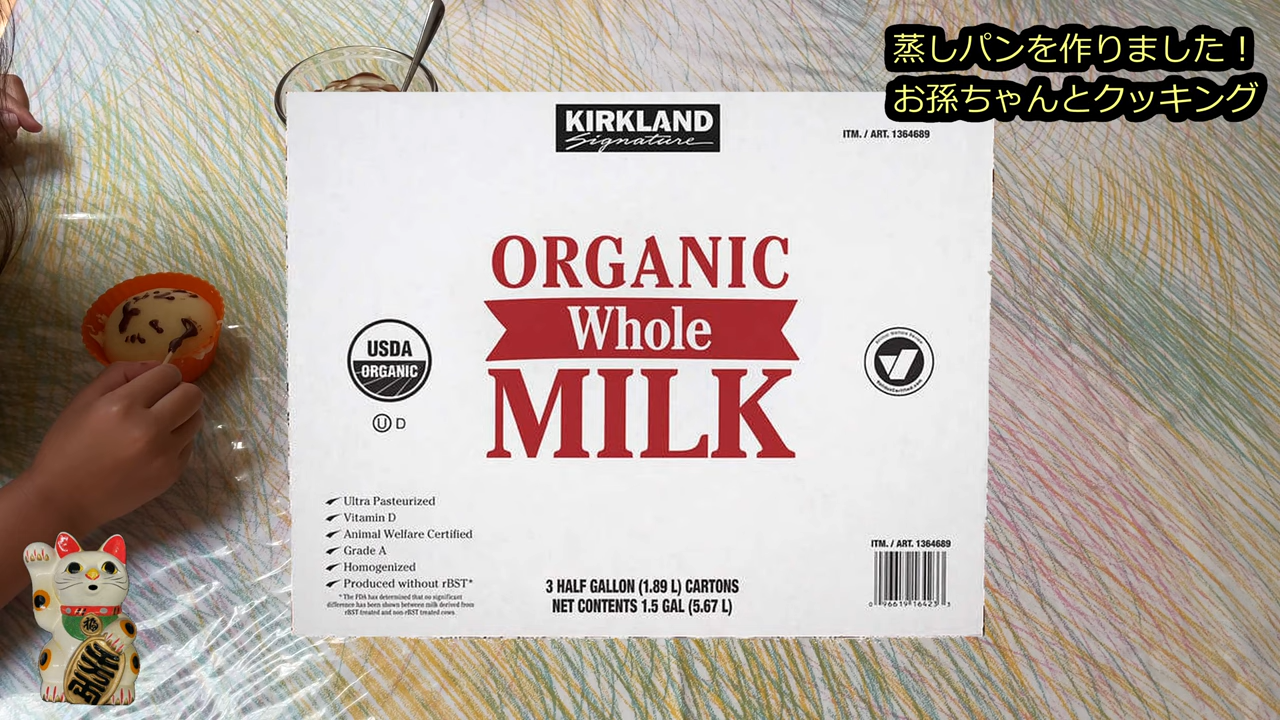 蒸しパンを作りました！
お孫ちゃんとクッキング
KIRKLAND
Signature
ITM. / ART. 1364689
ORGANIC
Whole
MILK
USDA
ORGANIC
U D
Ultra Pasteurized
Vitamin D
Animal Welfare Certified
Grade A
Homogenized
Produced without rBST*
* The FDA has determined that no significant
difference has been shown between milk derived from
rBST treated and non-rBST treated cows.
3 HALF GALLON (1.89 L) CARTONS
NET CONTENTS 1.5 GAL (5.67 L)
ITM. / ART. 1364689
0 96619 16423 3